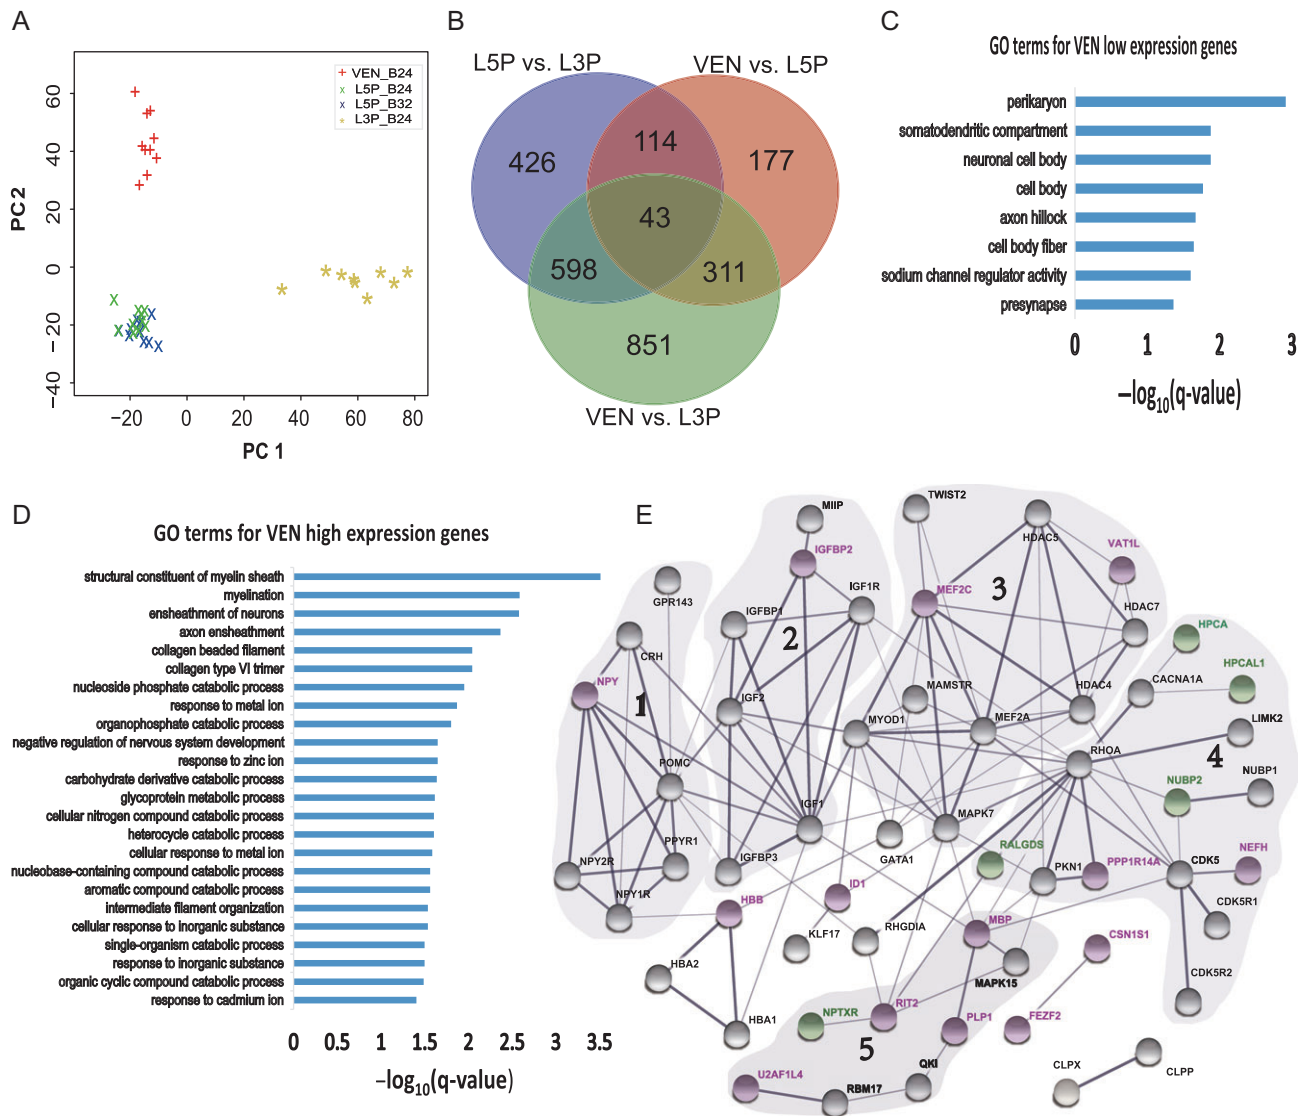 A
VEN_B24
L5P_B24
L5P_B32
L3P_B24
60
40
20
0
−20
−40
PC2
−20
0
20
40
60
80
PC 1
B
L5P vs. L3P
VEN vs. L5P
426
114
177
43
598
311
851
VEN vs. L3P
C
GO terms for VEN low expression genes
perikaryon
somatodendritic compartment
neuronal cell body
cell body
axon hillock
cell body fiber
sodium channel regulator activity
presynapse
0
1
2
3
−log10(q-value)
D
GO terms for VEN high expression genes
structural constituent of myelin sheath
myelination
ensheathment of neurons
axon ensheathment
collagen beaded filament
collagen type VI trimer
nucleoside phosphate catabolic process
response to metal ion
organophosphate catabolic process
negative regulation of nervous system development
response to zinc ion
carbohydrate derivative catabolic process
glycoprotein metabolic process
cellular nitrogen compound catabolic process
heterocycle catabolic process
cellular response to metal ion
nucleobase-containing compound catabolic process
aromatic compound catabolic process
intermediate filament organization
cellular response to inorganic substance
single-organism catabolic process
response to inorganic substance
organic cyclic compound catabolic process
response to cadmium ion
0
0.5
1
1.5
2
2.5
3
3.5
−log10(q-value)
E
MIIP
TWIST2
HDAC5
IGFBP2
VAT1L
GPR143
IGF1R
MEF2C
3
IGFBP1
HDAC7
HPCA
2
CRH
NPY
1
HPCAL1
CACNA1A
IGF2
MAMSTR
HDAC4
MYOD1
MEF2A
LIMK2
RHOA
4
POMC
NUBP2
NUBP1
IGF1
MAPK7
PPYR1
IGFBP3
GATA1
RALGDS
PKN1
PPP1R14A
CDK5
NEFH
NPY2R
NPY1R
ID1
HBB
CDK5R1
KLF17
RHGDIA
MBP
CSN1S1
HBA2
MAPK15
CDK5R2
HBA1
NPTXR
RIT2
PLP1
FEZF2
5
U2AF1L4
RBM17
QKI
CLPX
CLPP